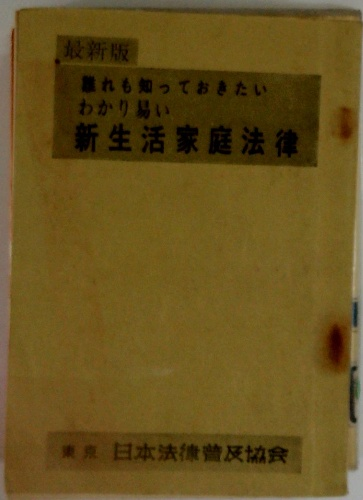 最新版
誰れも知っておきたい
わかり易い
新生活家庭法律
東京 日本法律普及協会